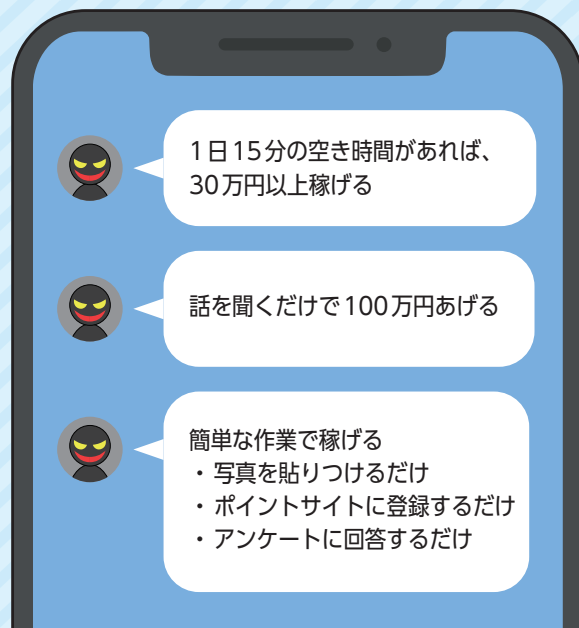 1日15分の空き時間があれば、
30万円以上稼げる
話を聞くだけで100万円あげる
簡単な作業で稼げる
・写真を貼りつけるだけ
・ポイントサイトに登録するだけ
・アンケートに回答するだけ